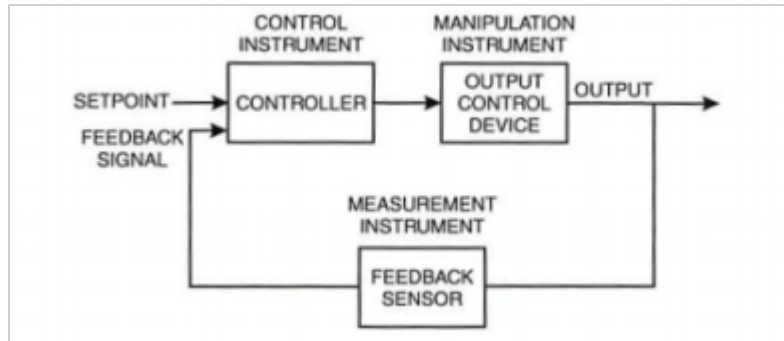 CONTROL
INSTRUMENT
MANIPULATION
INSTRUMENT
SETPOINT
CONTROLLER
OUTPUT
CONTROL
DEVICE
OUTPUT
FEEDBACK
SIGNAL
MEASUREMENT
INSTRUMENT
FEEDBACK
SENSOR